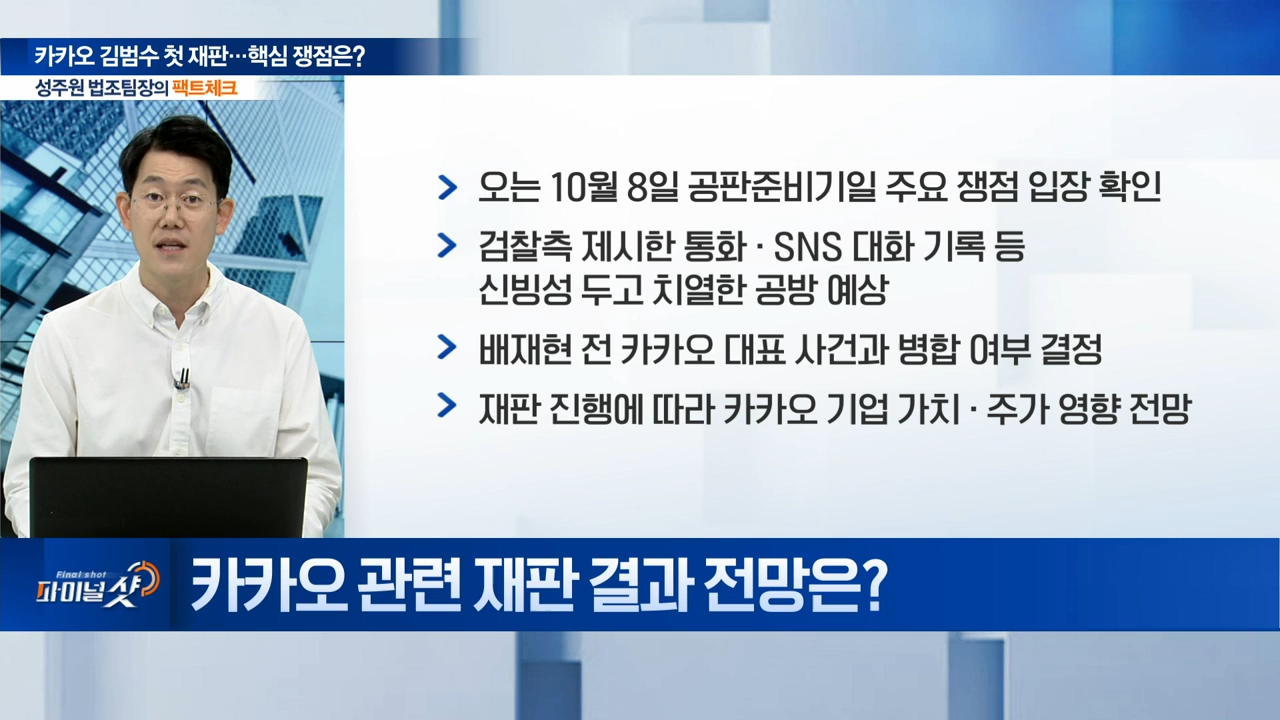 카카오 김범수 첫 재판…핵심 쟁점은?
성주원 법조팀장의 팩트체크
오는 10월 8일 공판준비기일 주요 쟁점 입장 확인
검찰측 제시한 통화 · SNS 대화 기록 등
신빙성 두고 치열한 공방 예상
배재현 전 카카오 대표 사건과 병합 여부 결정
재판 진행에 따라 카카오 기업 가치 · 주가 영향 전망
Final shot
파이널샷
카카오 관련 재판 결과 전망은?